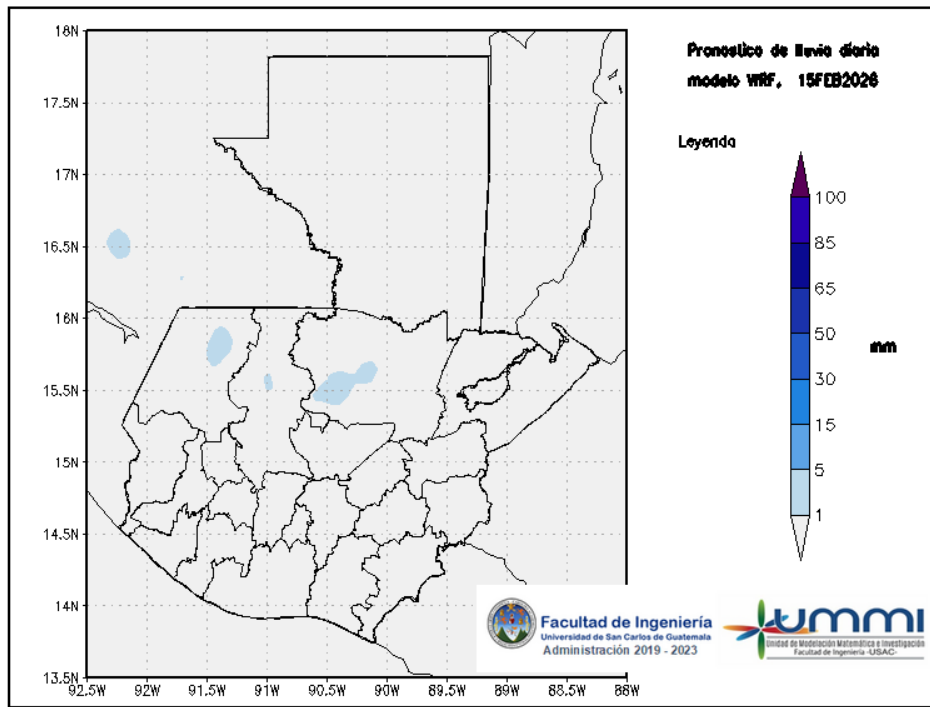 18N
17.5N
17N
16.5N
16N
15.5N
15N
14.5N
14N
13.5N
92.5W
92W
91.5W
91W
90.5W
90W
89.5W
89W
88.5W
88W
Pronostico de lluvia diaria
modelo WRF, 15FEB2026
Leyenda
100
85
65
50
30
15
5
1
mm
Facultad de Ingeniería
Universidad de San Carlos de Guatemala
Administración 2019 - 2023
UMMI
Unidad de Modelación Matemática e Investigación
Facultad de Ingeniería -USAC-